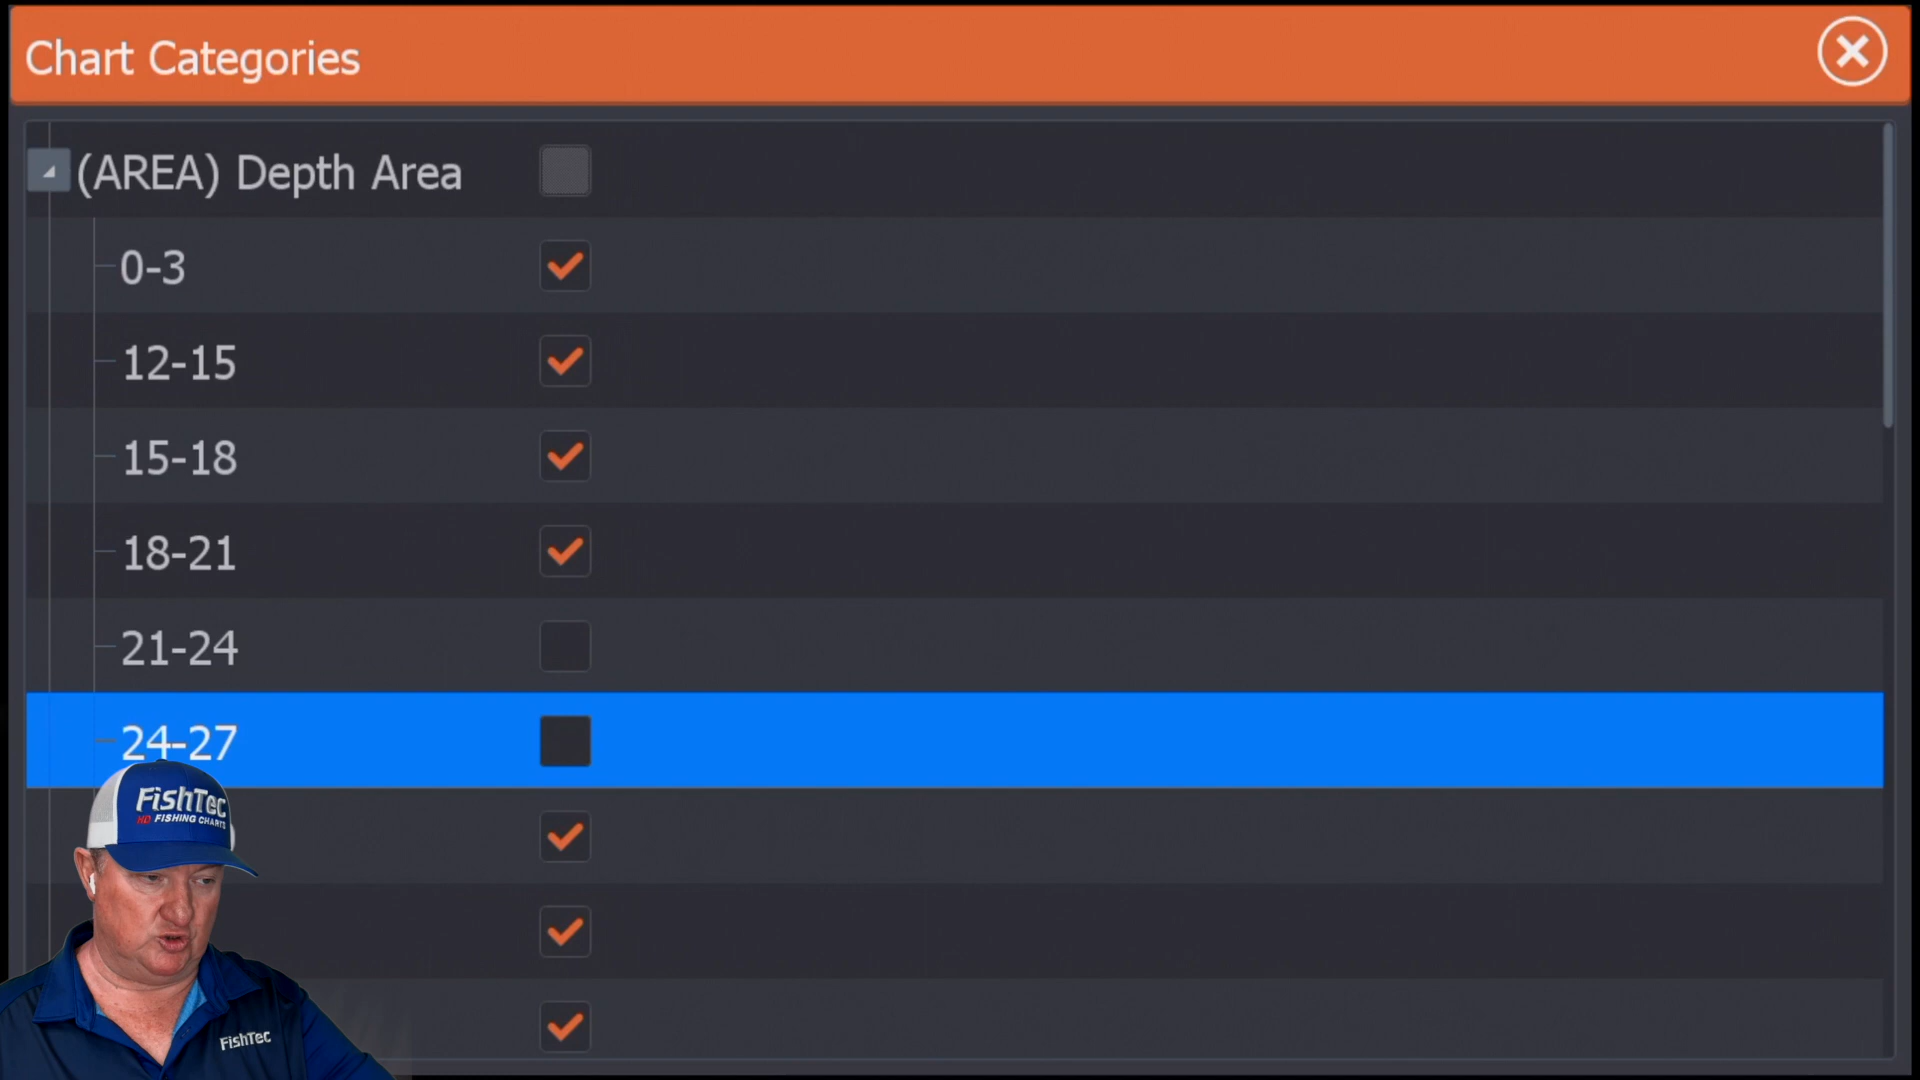 Chart Categories
(AREA) Depth Area
0-3
12-15
15-18
18-21
21-24
24-27
FishTec
HD FISHING CHARTS
FishTec